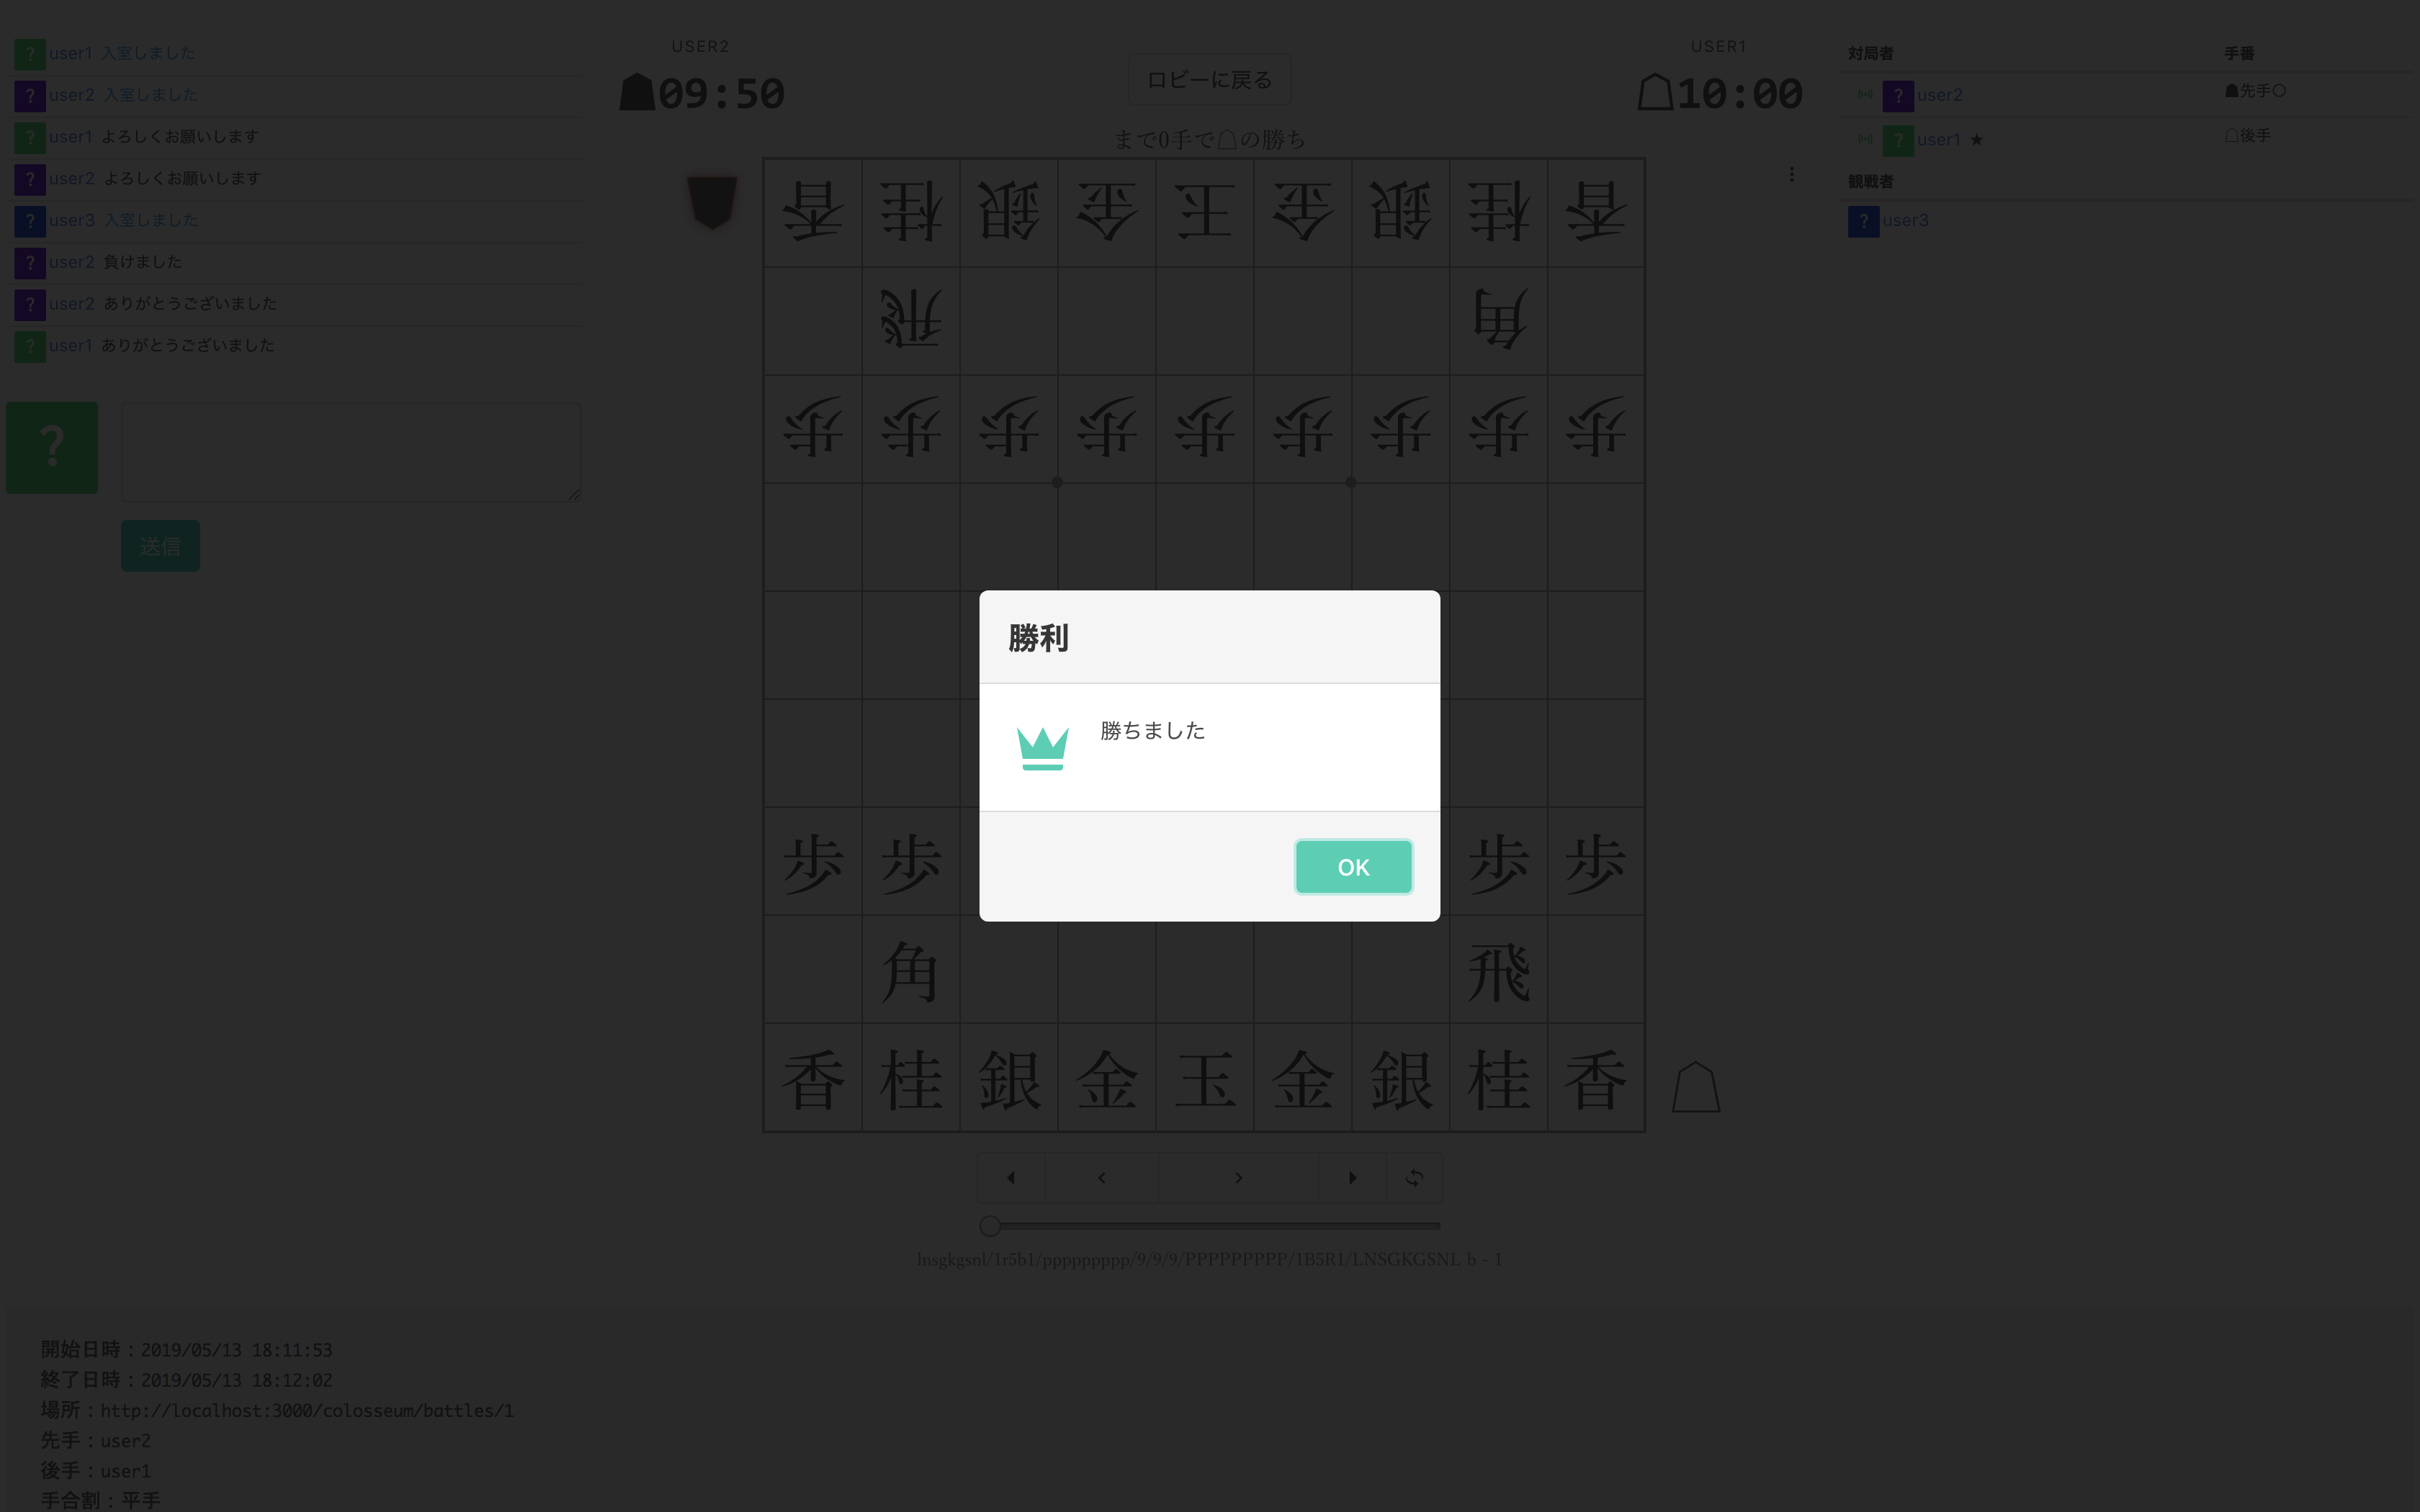 ? user1 入室しました
? user2 入室しました
? user1 よろしくお願いします
? user2 よろしくお願いします
? user3 入室しました
? user2 負けました
? user2 ありがとうございました
? user1 ありがとうございました
?
送信
USER2
09:50
ロビーに戻る
USER1
10:00
まで0手で☖の勝ち
香桂銀金王金銀桂香
飛角
歩歩歩歩歩歩歩歩歩
歩歩歩歩
角飛
香桂銀金玉金銀桂香
勝利
勝ちました
OK
lnsgkgsnl/1r5b1/ppppppppp/9/9/9/PPPPPPPPP/1B5R1/LNSGKGSNL b - 1
対局者 手番
? user2 ☗先手○
? user1 ★ ☖後手
観戦者
? user3
開始日時：2019/05/13 18:11:53
終了日時：2019/05/13 18:12:02
場所：http://localhost:3000/colosseum/battles/1
先手：user2
後手：user1
手合割：平手